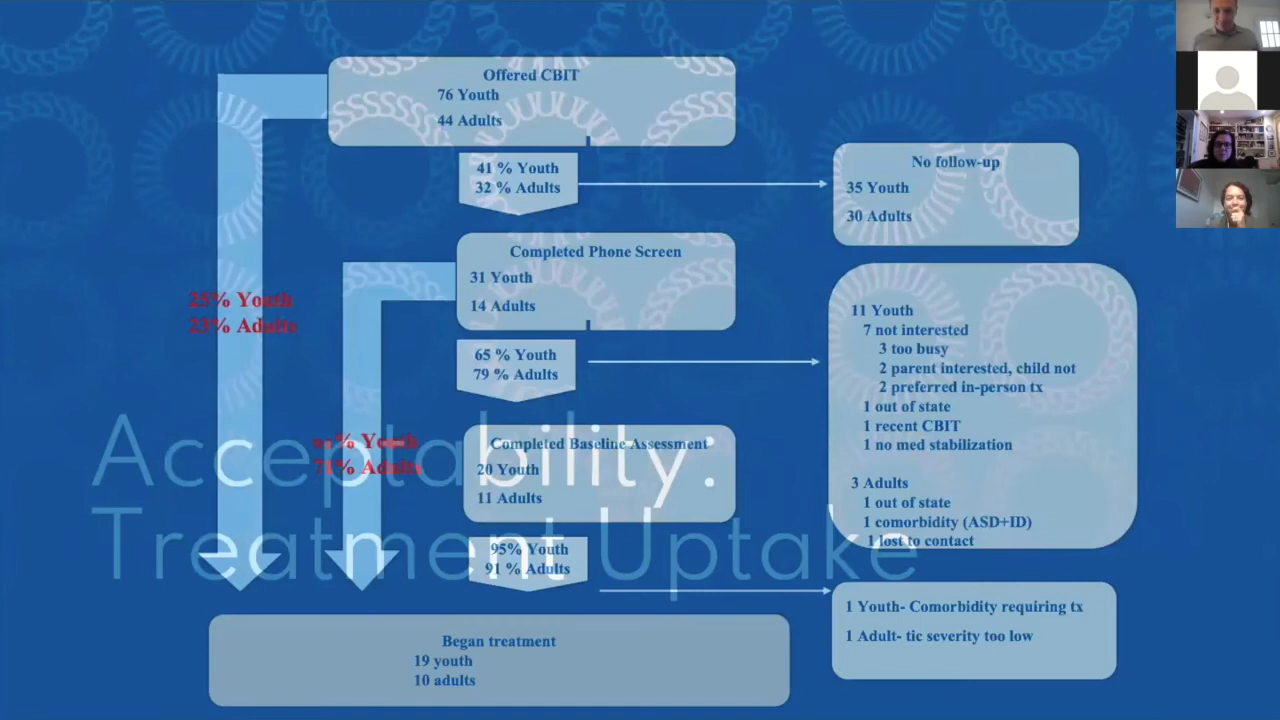 Offered CBIT
76 Youth
44 Adults
41 % Youth
32 % Adults
No follow-up
35 Youth
30 Adults
Completed Phone Screen
31 Youth
14 Adults
25% Youth
23% Adults
65 % Youth
79 % Adults
11 Youth
7 not interested
3 too busy
2 parent interested, child not
2 preferred in-person tx
1 out of state
1 recent CBIT
1 no med stabilization
3 Adults
1 out of state
1 comorbidity (ASD+ID)
1 lost to contact
% Youth
71% Adults
Acceptability:
Treatment Uptake
Completed Baseline Assessment
20 Youth
11 Adults
95% Youth
91 % Adults
1 Youth- Comorbidity requiring tx
1 Adult- tic severity too low
Began treatment
19 youth
10 adults